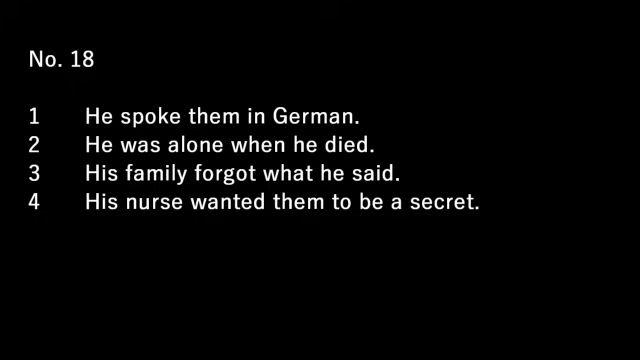 No. 18
1 He spoke them in German.
2 He was alone when he died.
3 His family forgot what he said.
4 His nurse wanted them to be a secret.